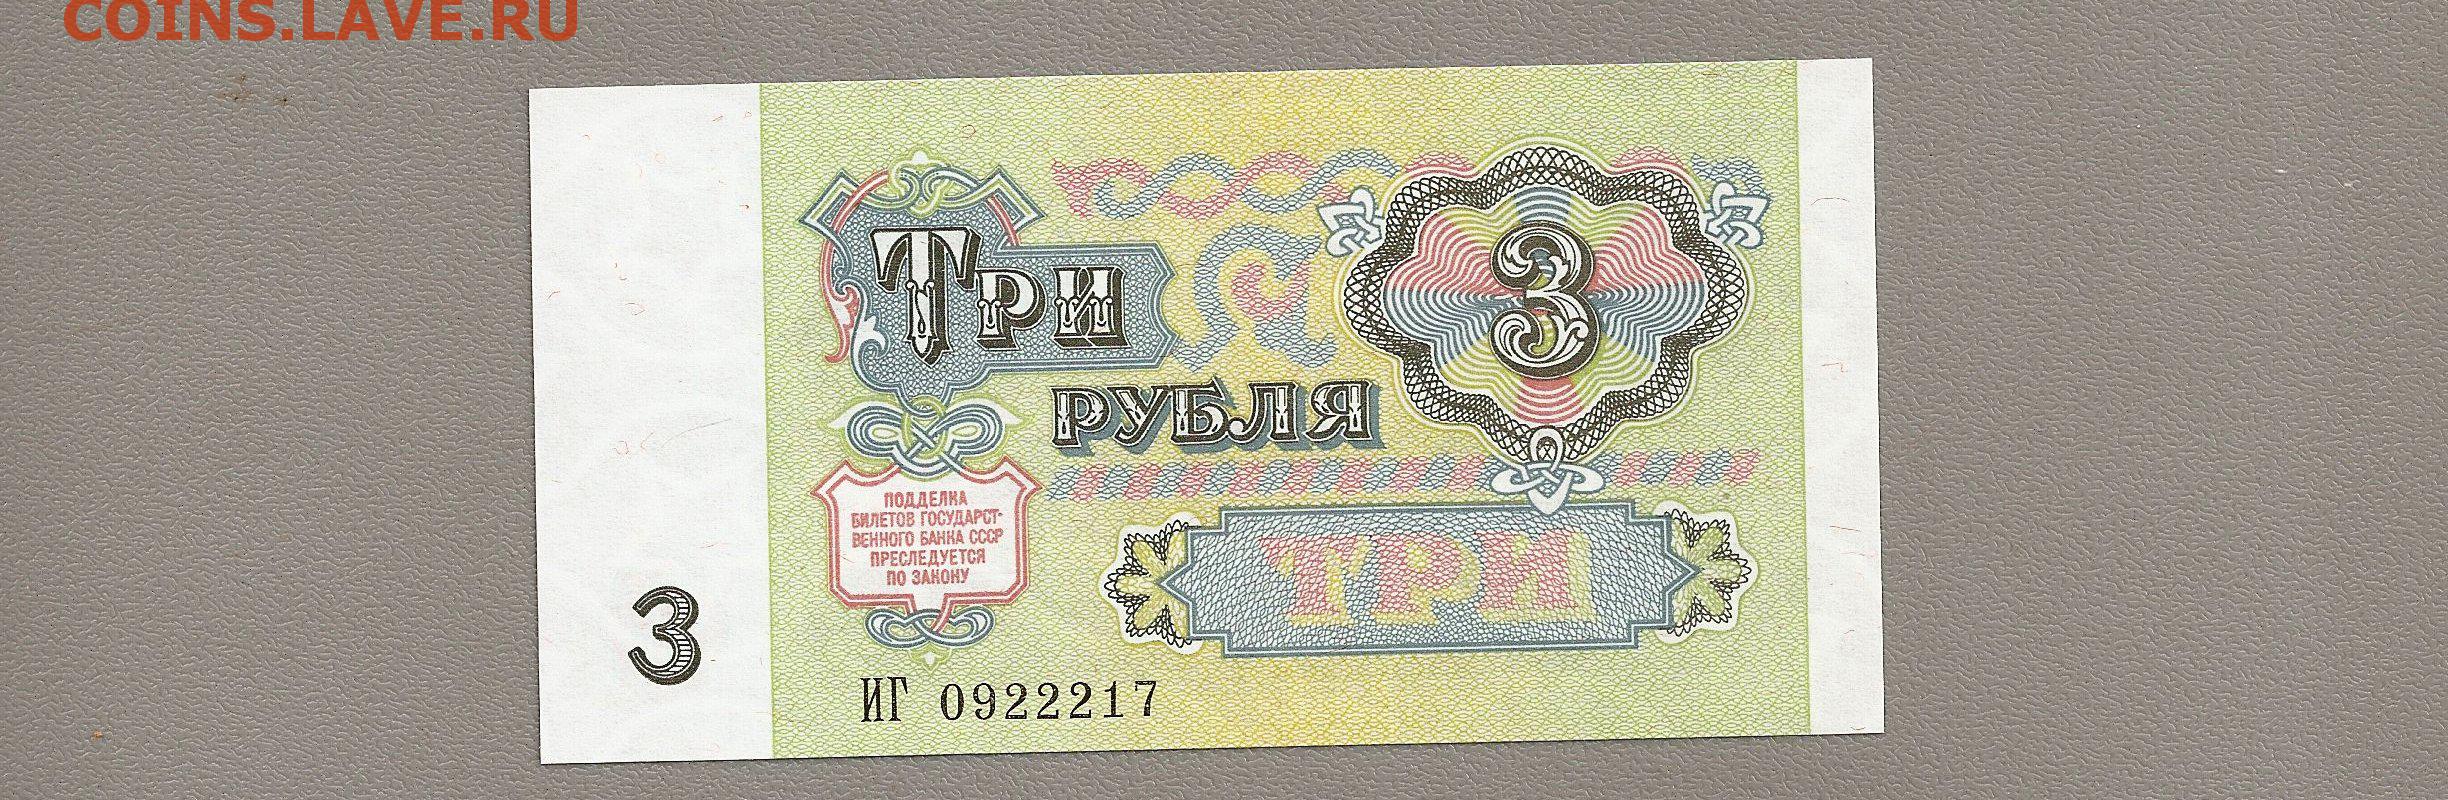 COINS.LAVE.RU
ТРИ
3
РУБЛЯ
ПОДДЕЛКА
БИЛЕТОВ ГОСУДАРСТ-
ВЕННОГО БАНКА СССР
ПРЕСЛЕДУЕТСЯ
ПО ЗАКОНУ
ТРИ
3
ИГ 0922217